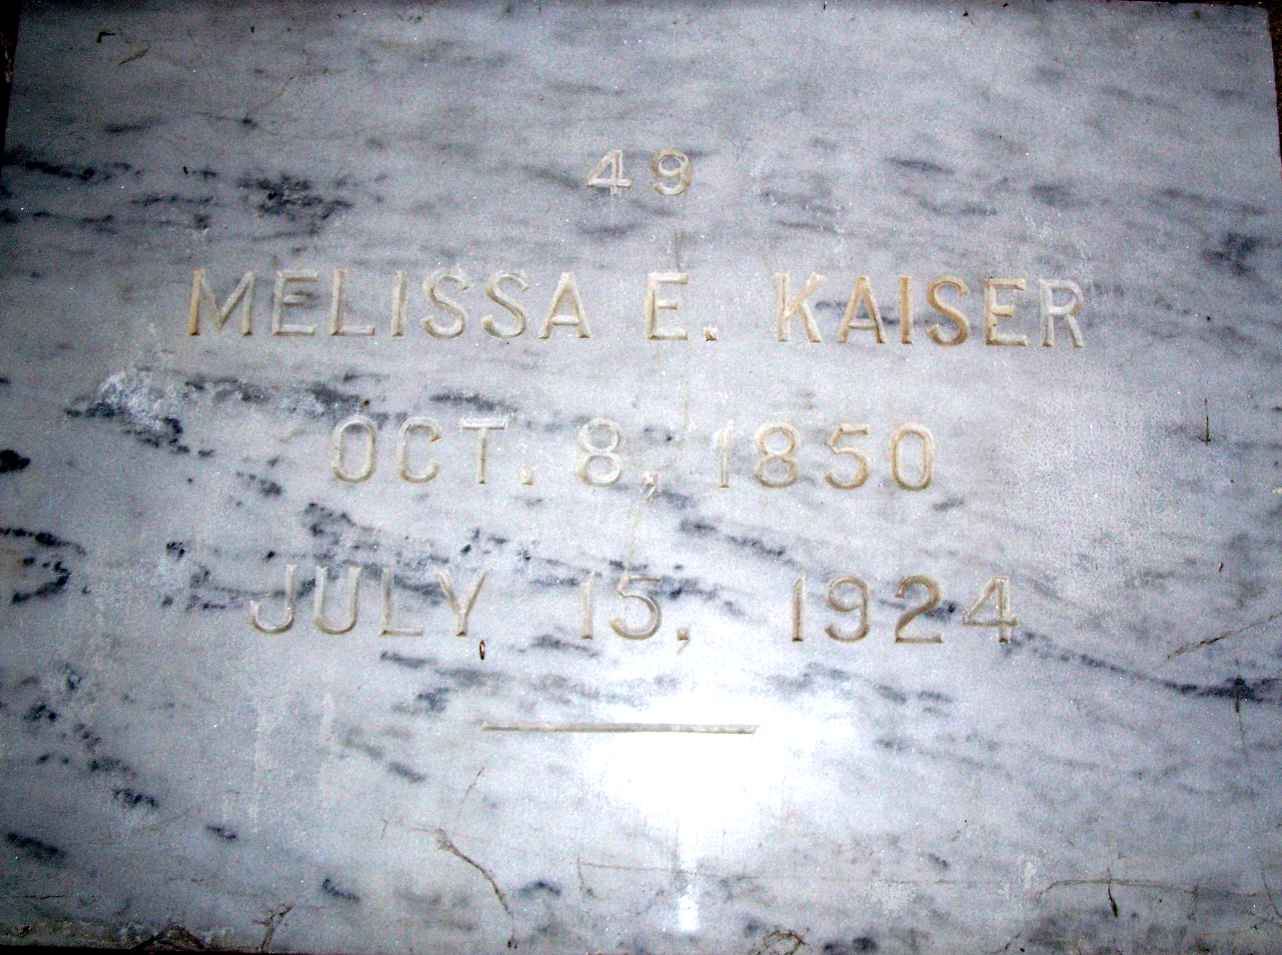 49
MELISSA E. KAISER
OCT. 8, 1850
JULY 15, 1924